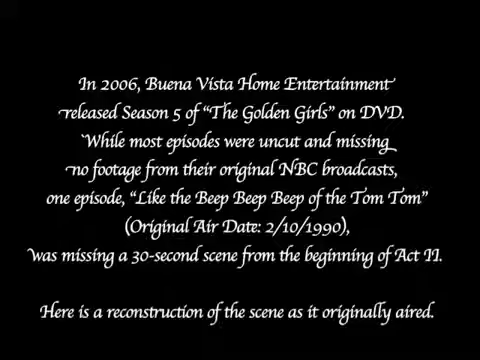 In 2006, Buena Vista Home Entertainment
released Season 5 of "The Golden Girls" on DVD.
While most episodes were uncut and missing
no footage from their original NBC broadcasts,
one episode, "Like the Beep Beep Beep of the Tom Tom"
(Original Air Date: 2/10/1990),
was missing a 30-second scene from the beginning of Act II.
Here is a reconstruction of the scene as it originally aired.